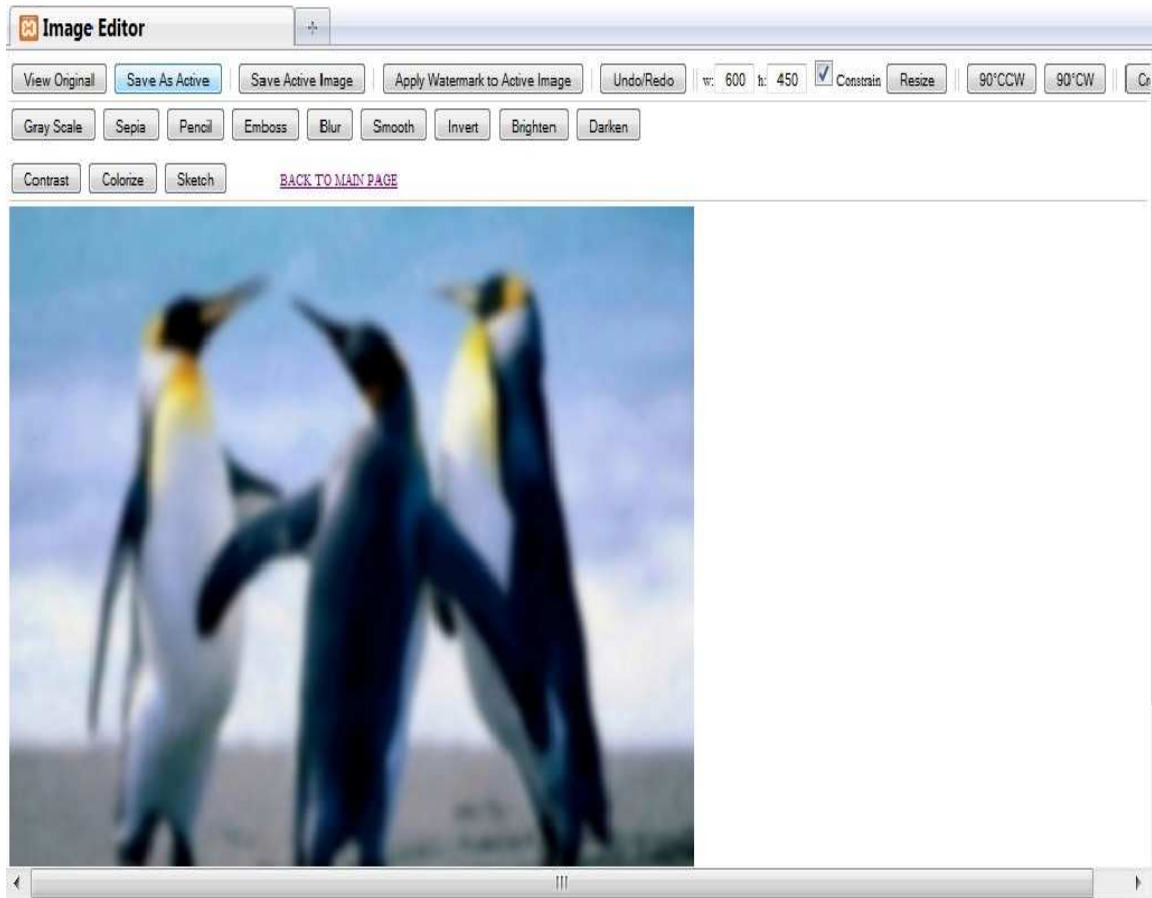 Image Editor
View Original Save As Active Save Active Image Apply Watermark to Active Image Undo/Redo w: 600 h: 450 Constrain Resize 90°CCW 90°CW
Gray Scale Sepia Pencil Emboss Blur Smooth Invert Brighten Darken
Contrast Colorize Sketch BACK TO MAIN PAGE